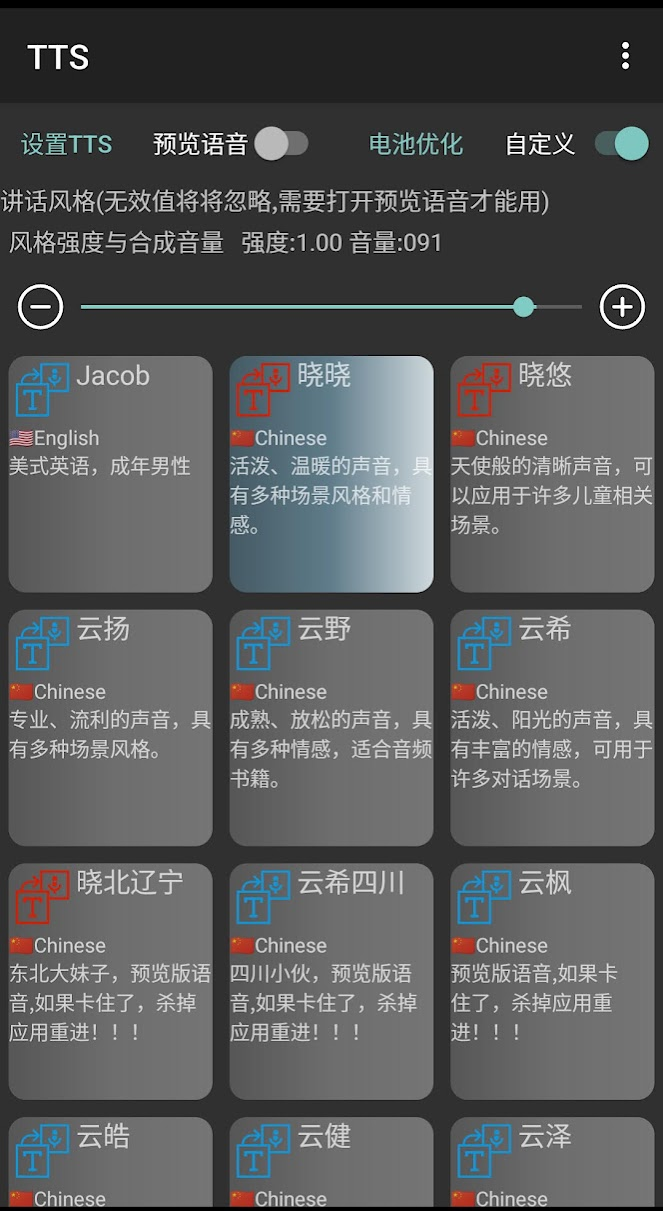 TTS
设置TTS 预览语音 电池优化 自定义
讲话风格(无效值将将忽略,需要打开预览语音才能用)
风格强度与合成音量 强度:1.00 音量:091
Jacob
English
美式英语，成年男性
晓晓
Chinese
活泼、温暖的声音，具
有多种场景风格和情
感。
晓悠
Chinese
天使般的清晰声音，可
以应用于许多儿童相关
场景。
云扬
Chinese
专业、流利的声音，具
有多种场景风格。
云野
Chinese
成熟、放松的声音，具
有多种情感，适合音频
书籍。
云希
Chinese
活泼、阳光的声音，具
有丰富的情感，可用于
许多对话场景。
晓北辽宁
Chinese
东北大妹子，预览版语
音,如果卡住了，杀掉
应用重进！！！
云希四川
Chinese
四川小伙，预览版语
音,如果卡住了，杀掉
应用重进！！！
云枫
Chinese
预览版语音,如果卡
住了，杀掉应用重
进！！！
云皓
Chinese
云健
Chinese
云泽
Chinese